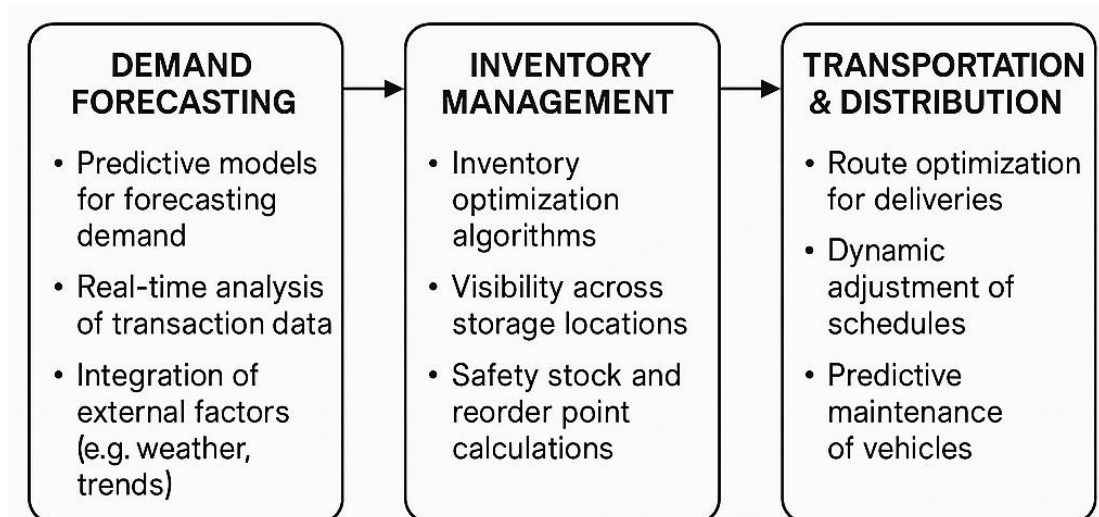 DEMAND
FORECASTING
• Predictive models
for forecasting
demand
• Real-time analysis
of transaction data
• Integration of
external factors
(e.g. weather,
trends)
INVENTORY
MANAGEMENT
• Inventory
optimization
algorithms
• Visibility across
storage locations
• Safety stock and
reorder point
calculations
TRANSPORTATION
& DISTRIBUTION
• Route optimization
for deliveries
• Dynamic
adjustment of
schedules
• Predictive
maintenance
of vehicles